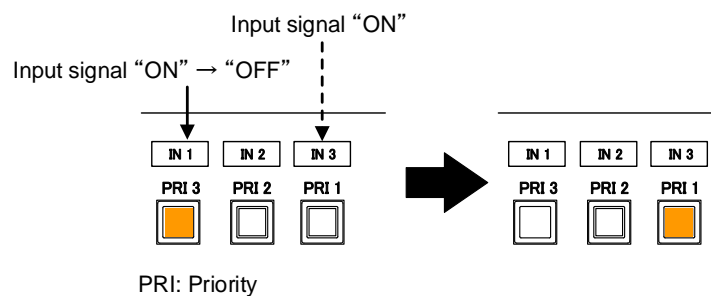 Input signal “ON”
Input signal “ON” → “OFF”
IN 1 IN 2 IN 3
PRI 3 PRI 2 PRI 1
IN 1 IN 2 IN 3
PRI 3 PRI 2 PRI 1
PRI: Priority